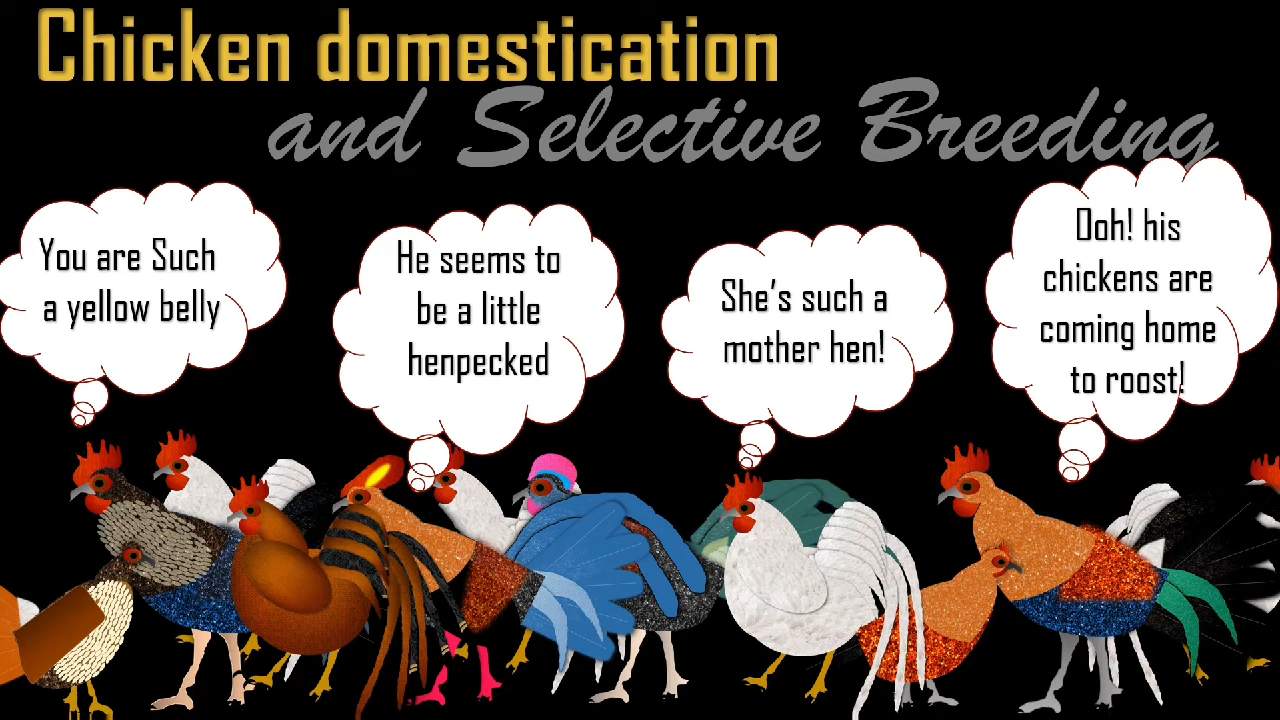 Chicken domestication
and Selective Breeding
You are Such
a yellow belly
He seems to
be a little
henpecked
She's such a
mother hen!
Ooh! his
chickens are
coming home
to roost!